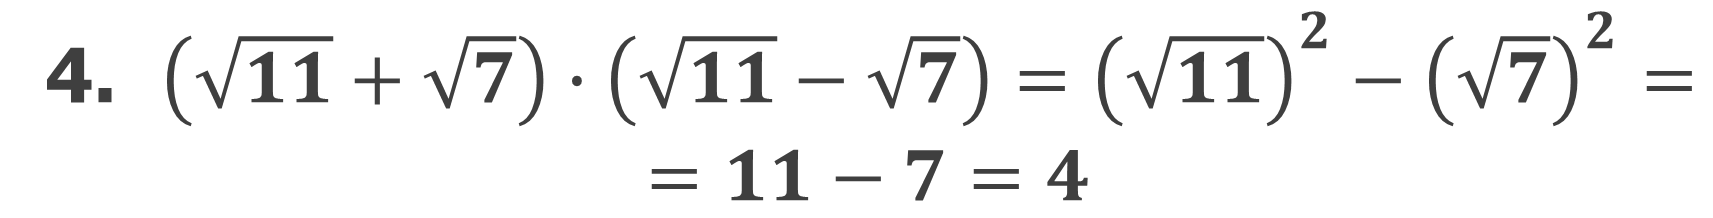 4. (√11 + √7) · (√11 − √7) = (√11)² − (√7)² =
= 11 − 7 = 4